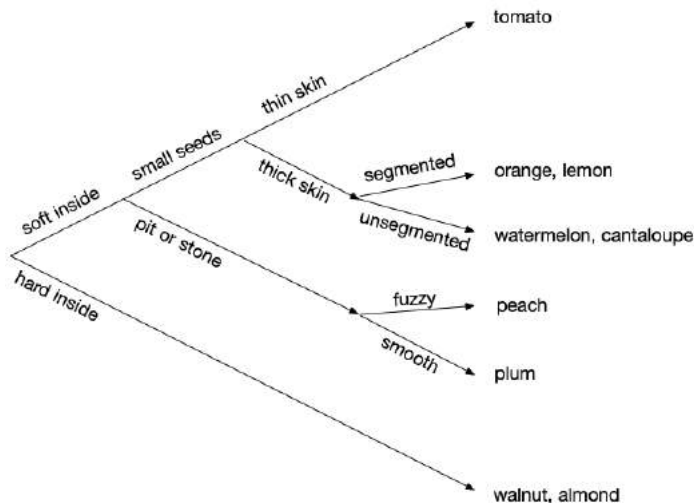 tomato
thin skin
small seeds
segmented
orange, lemon
thick skin
soft inside
unsegmented
watermelon, cantaloupe
pit or stone
hard inside
fuzzy
peach
smooth
plum
walnut, almond